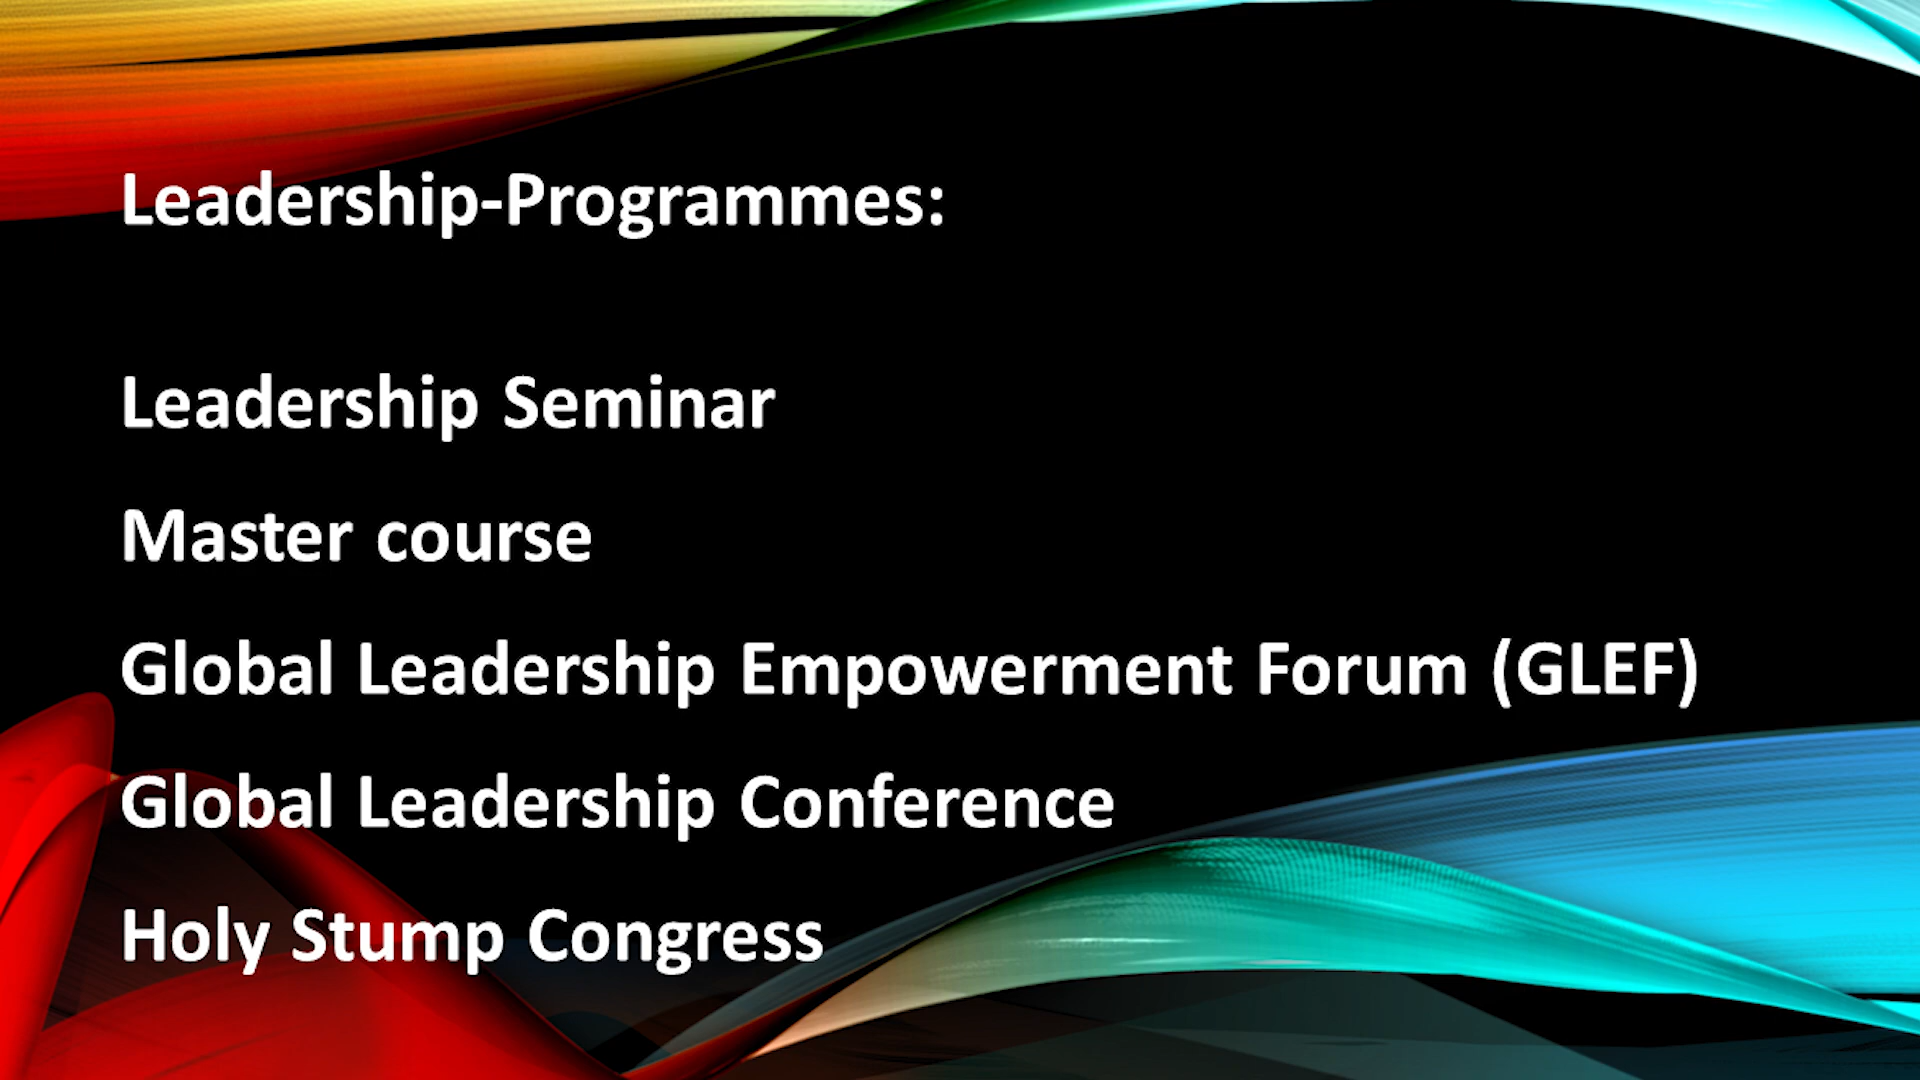 Leadership-Programmes:
Leadership Seminar
Master course
Global Leadership Empowerment Forum (GLEF)
Global Leadership Conference
Holy Stump Congress